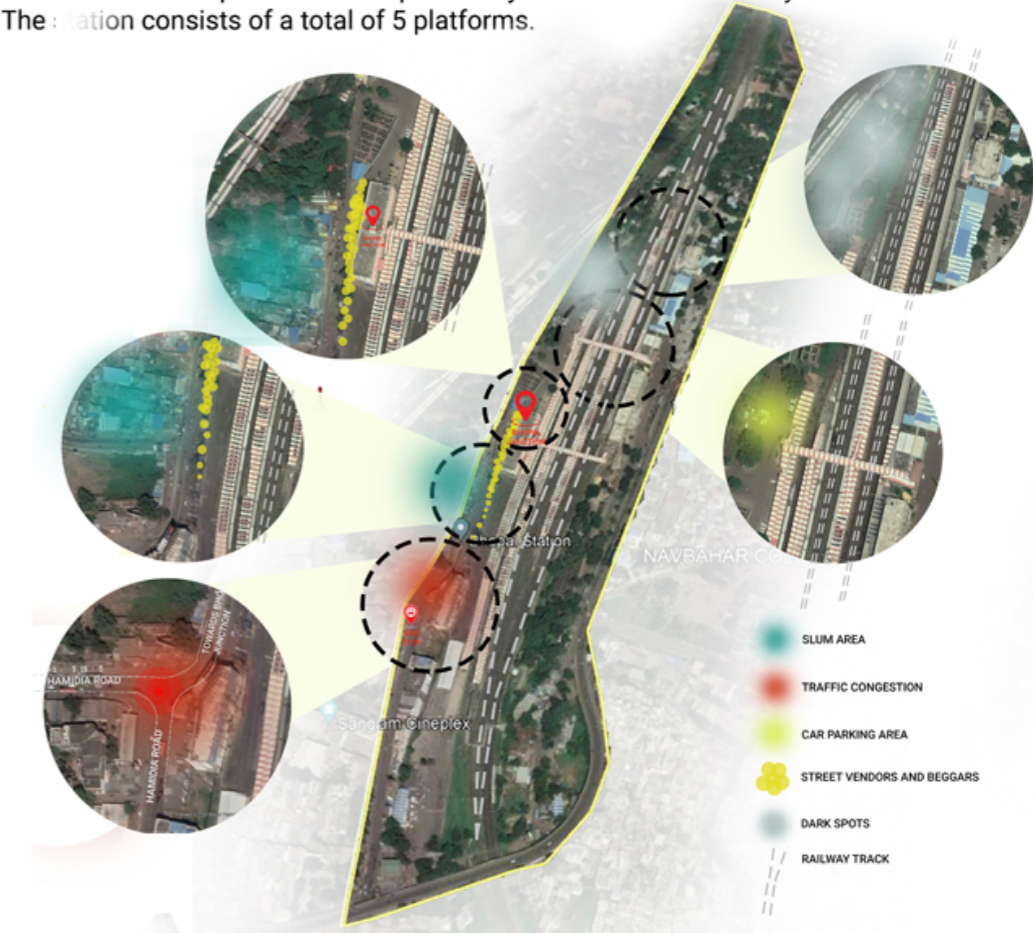 The station consists of a total of 5 platforms.
HAMIDIA ROAD
TOWARDS
JUNCTION
HAMIDIA ROAD
Station
NAVBAHAR
Sangam Cineplex
SLUM AREA
TRAFFIC CONGESTION
CAR PARKING AREA
STREET VENDORS AND BEGGARS
DARK SPOTS
RAILWAY TRACK